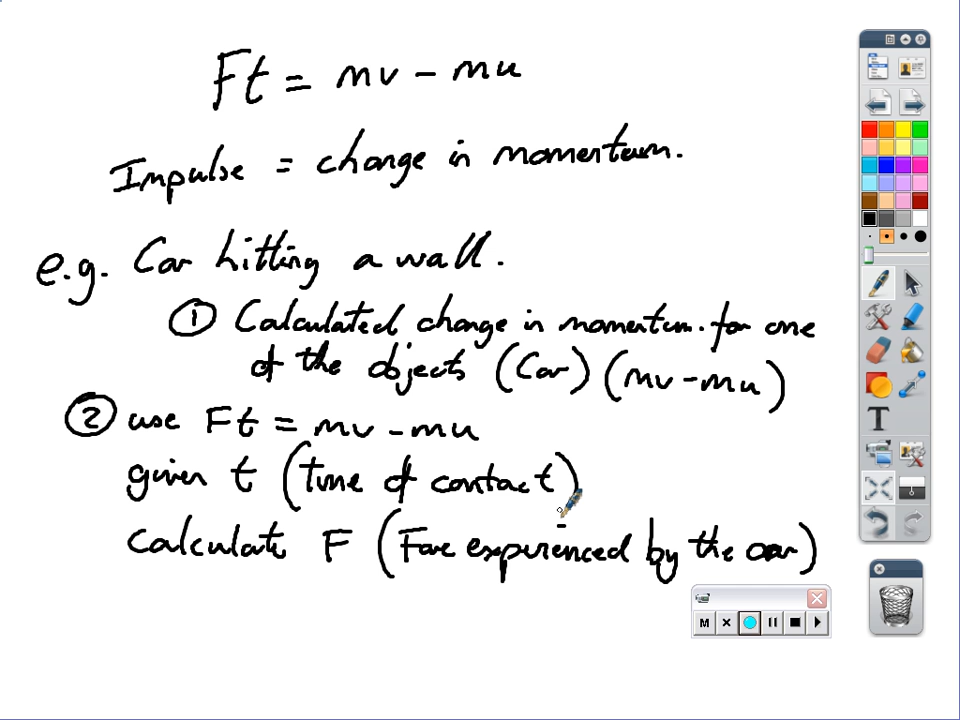 Ft = mv - mu
Impulse = change in momentum.
e.g. Car hitting a wall.
① Calculated change in momentum. for one
of the objects (Car) (mv - mu)
② use Ft = mv - mu
given t (Time of contact)
calculate F (Force experienced by the car)
T
M